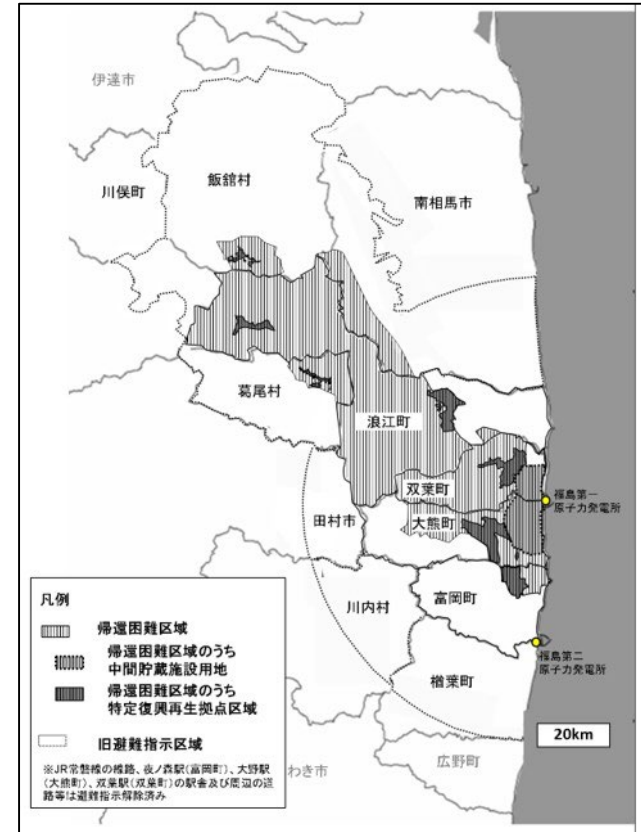 伊達市
川俣町
飯舘村
南相馬市
葛尾村
浪江町
双葉町
大熊町
福島第一
原子力発電所
田村市
川内村
富岡町
福島第二
原子力発電所
楢葉町
20km
広野町
わき市
凡例
帰還困難区域
帰還困難区域のうち
中間貯蔵施設用地
帰還困難区域のうち
特定復興再生拠点区域
旧避難指示区域
※JR常磐線の線路、夜ノ森駅(富岡町)、大野駅
(大熊町)、双葉駅(双葉町)の駅舎及び周辺の道
路等は避難指示解除済み